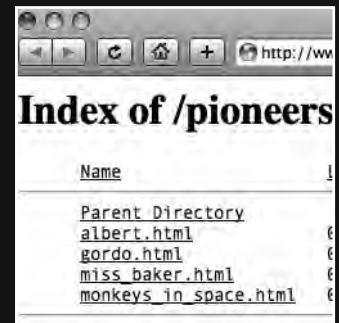 http://ww
Index of /pioneers
Name
Parent Directory
albert.html
gordo.html
miss_baker.html
monkeys_in_space.html